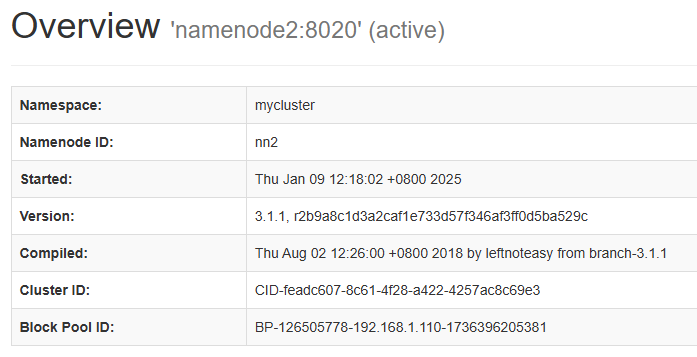 Overview 'namenode2:8020' (active)
Namespace: mycluster
Namenode ID: nn2
Started: Thu Jan 09 12:18:02 +0800 2025
Version: 3.1.1, r2b9a8c1d3a2caf1e733d57f346af3ff0d5ba529c
Compiled: Thu Aug 02 12:26:00 +0800 2018 by leftnoteasy from branch-3.1.1
Cluster ID: CID-feadc607-8c61-4f28-a422-4257ac8c69e3
Block Pool ID: BP-126505778-192.168.1.110-1736396205381